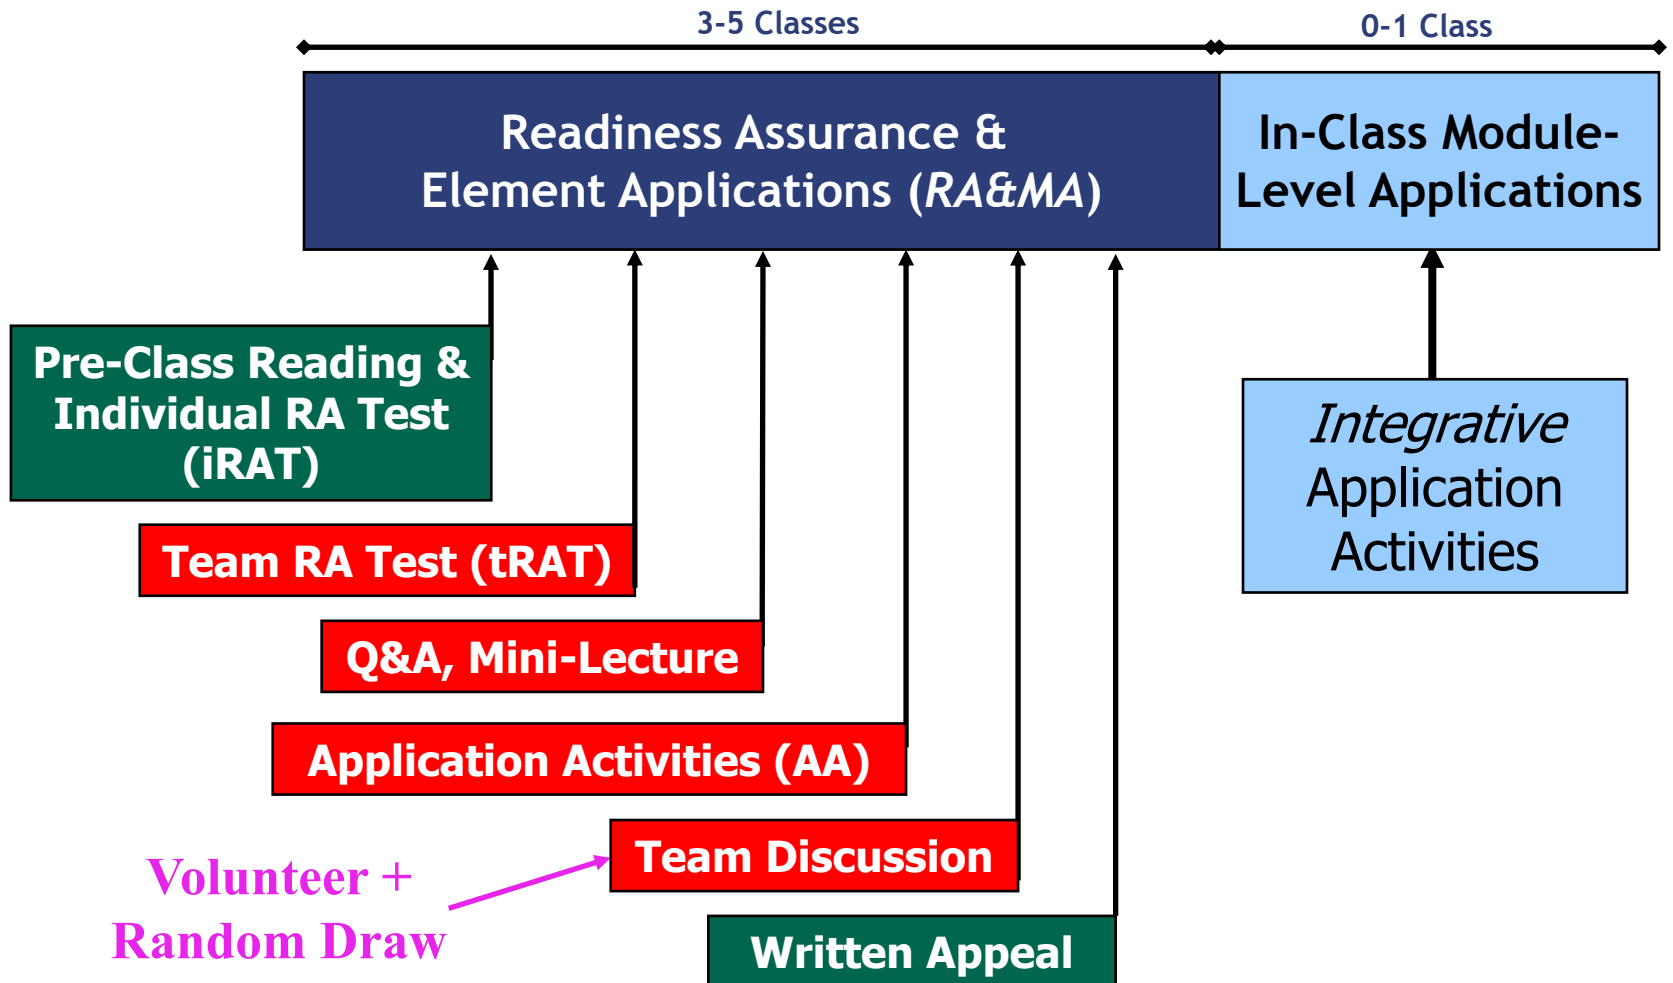 3-5 Classes
0-1 Class
Readiness Assurance &
Element Applications (RA&MA)
In-Class Module-
Level Applications
Pre-Class Reading &
Individual RA Test
(iRAT)
Integrative
Application
Activities
Team RA Test (tRAT)
Q&A, Mini-Lecture
Application Activities (AA)
Team Discussion
Volunteer +
Random Draw
Written Appeal